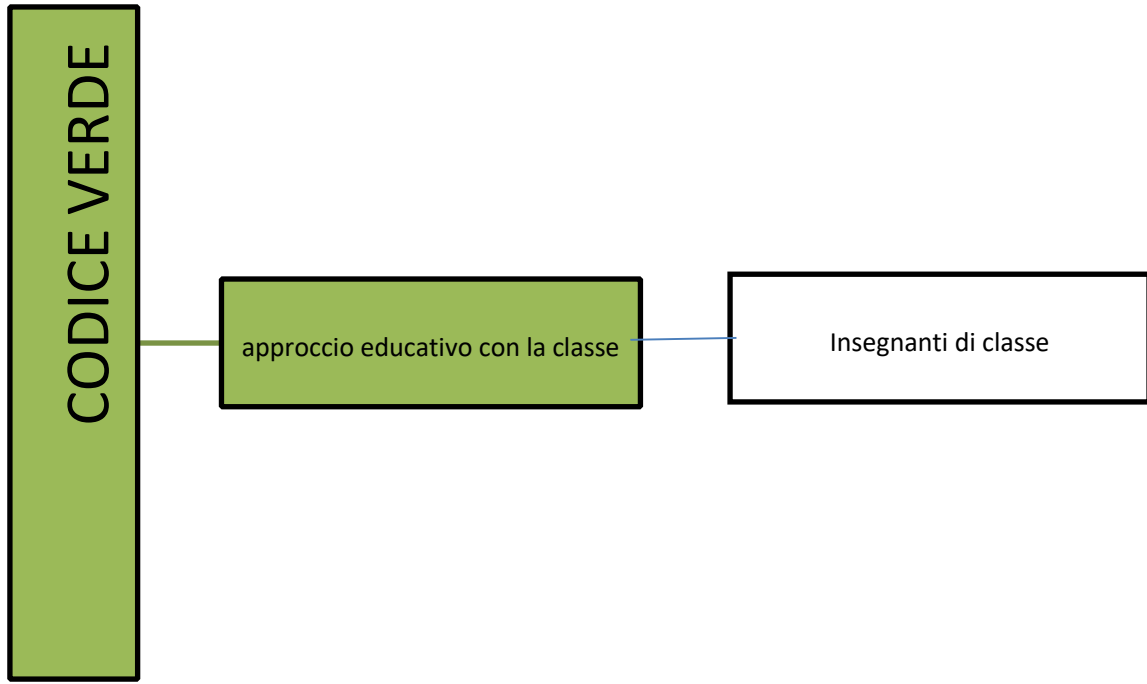 CODICE VERDE
approccio educativo con la classe
Insegnanti di classe